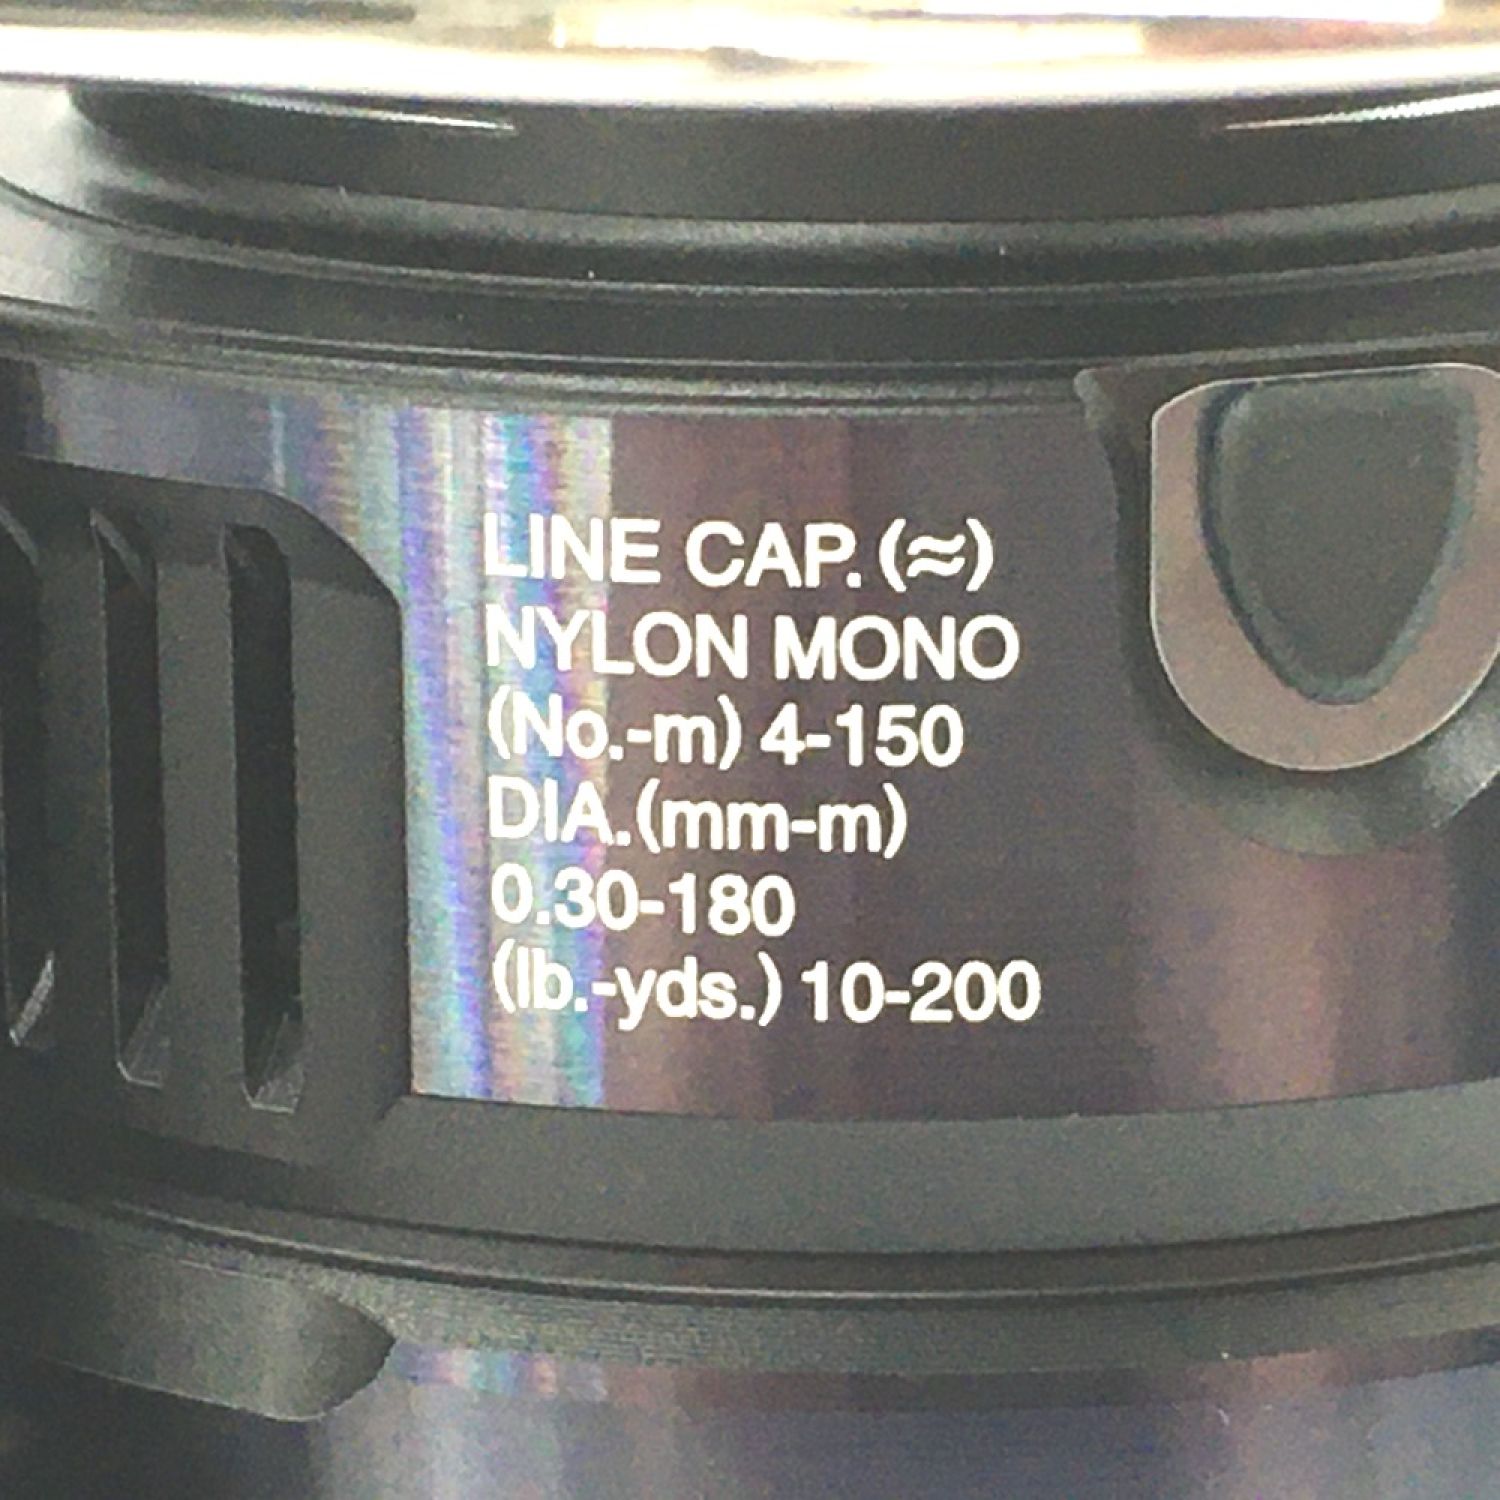 LINE CAP. (≈)
NYLON MONO
(No.-m) 4-150
DIA. (mm-m)
0.30-180
(lb.-yds.) 10-200